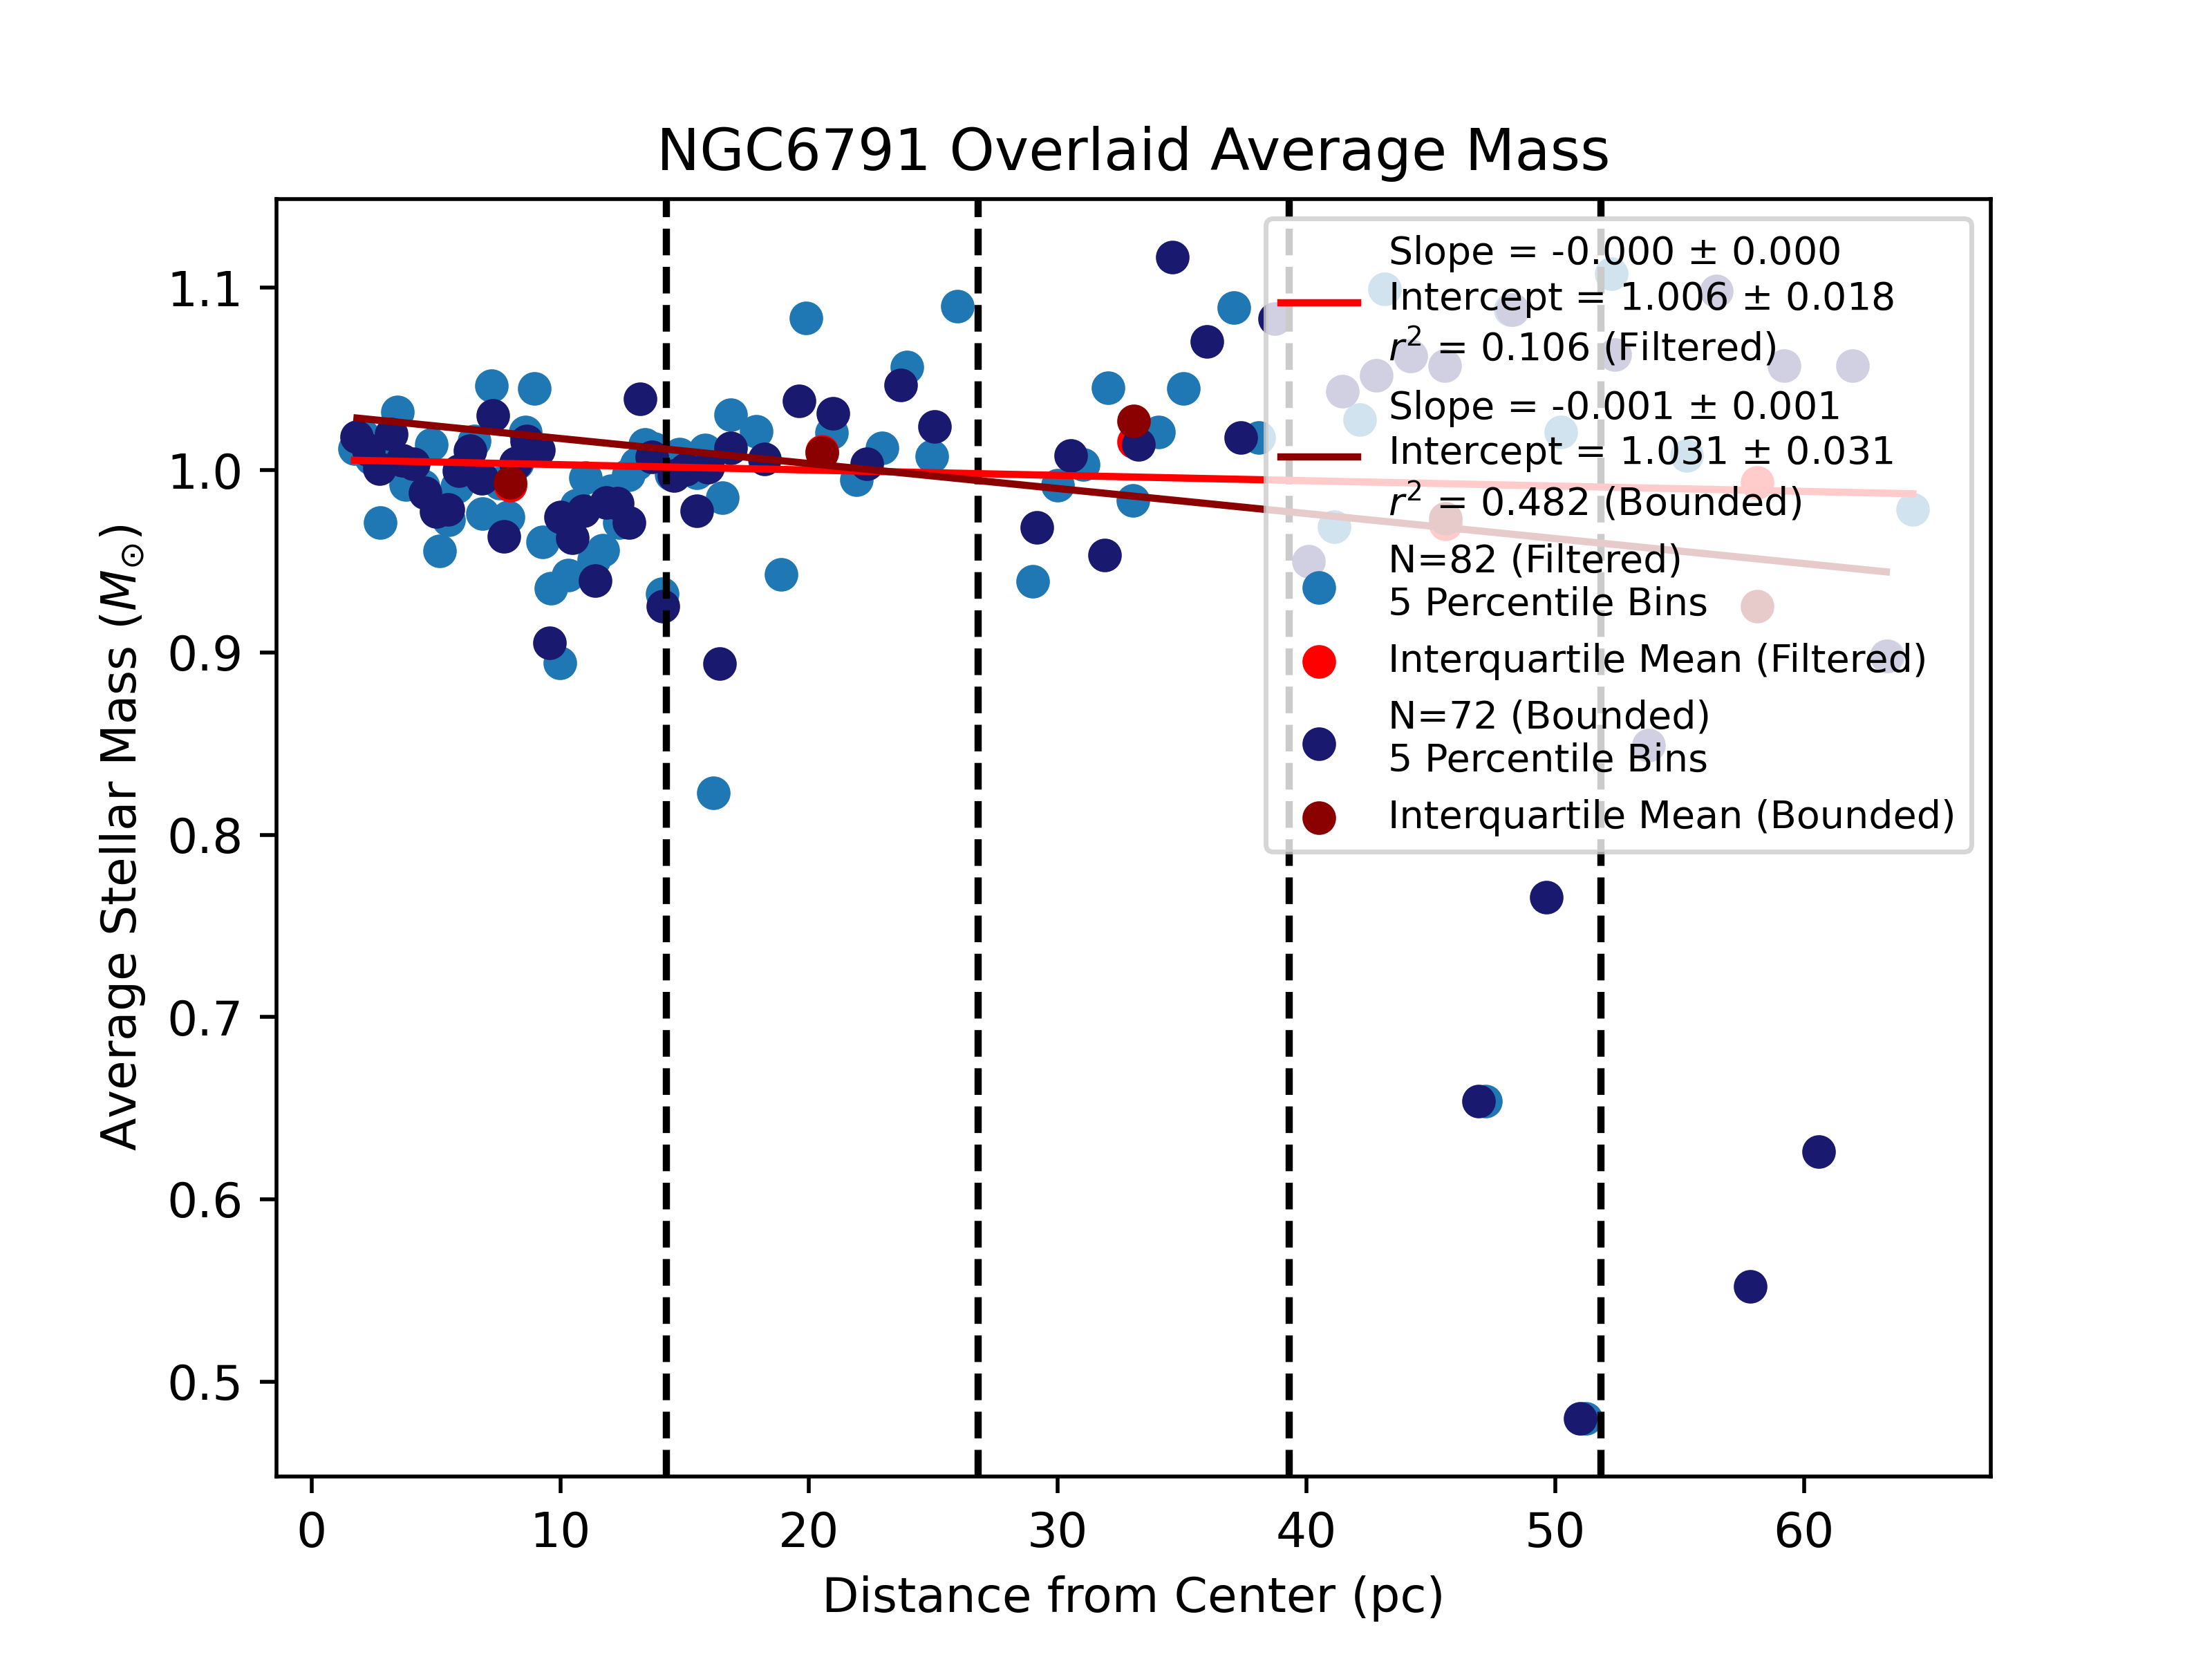 NGC6791 Overlaid Average Mass
Average Stellar Mass (M⊙)
1.1
1.0
0.9
0.8
0.7
0.6
0.5
Slope = -0.000 ± 0.000
Intercept = 1.006 ± 0.018
r² = 0.106 (Filtered)
Slope = -0.001 ± 0.001
Intercept = 1.031 ± 0.031
r² = 0.482 (Bounded)
N=82 (Filtered)
5 Percentile Bins
Interquartile Mean (Filtered)
N=72 (Bounded)
5 Percentile Bins
Interquartile Mean (Bounded)
0 10 20 30 40 50 60
Distance from Center (pc)